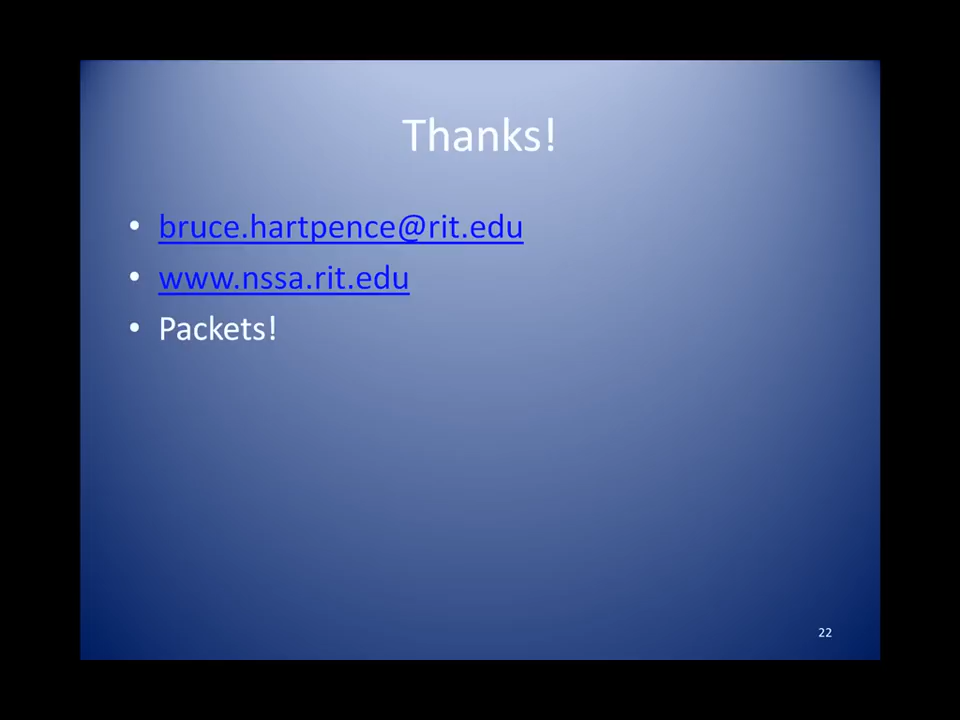 Thanks!
• bruce.hartpence@rit.edu
• www.nssa.rit.edu
• Packets!
22